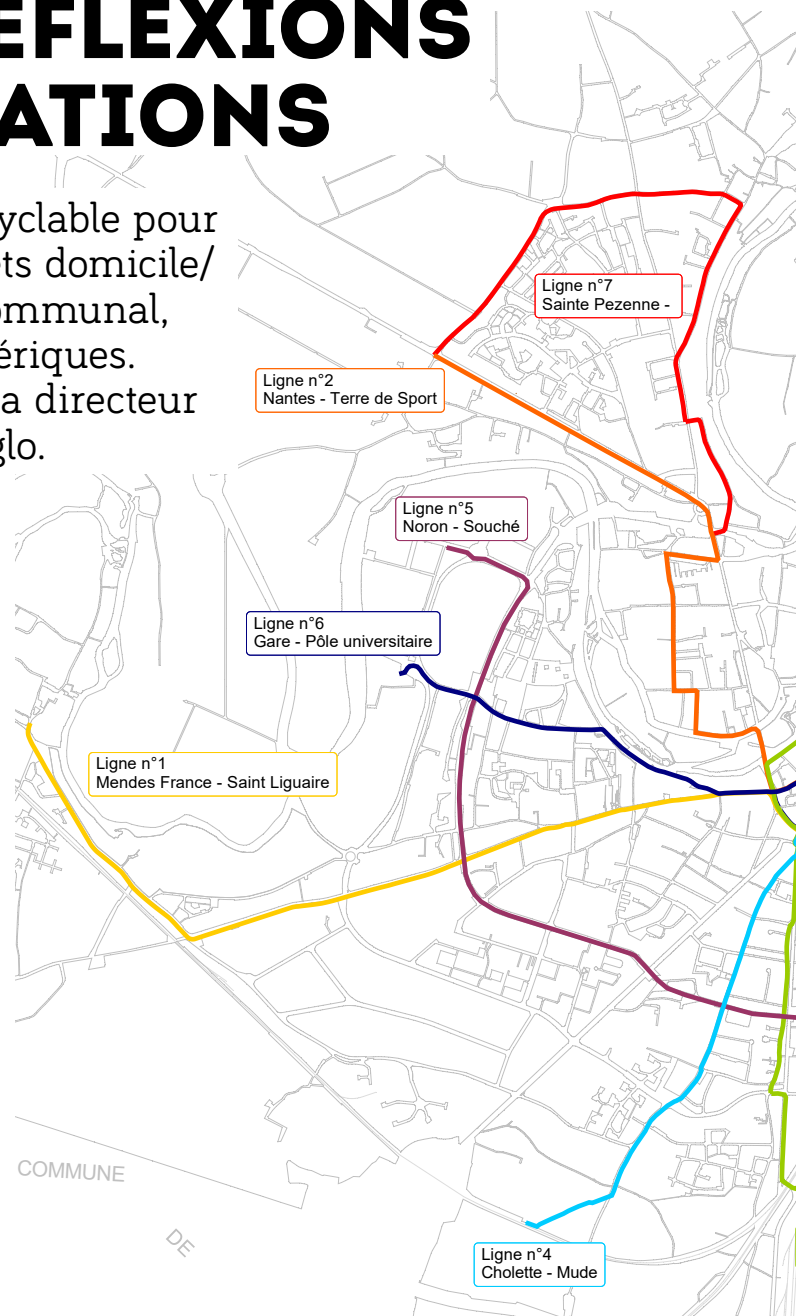 EFLEXIONS
ATIONS
yclable pour
ts domicile/
ommunal,
ériques.
a directeur
glo.
Ligne n°7
Sainte Pezenne -
Ligne n°2
Nantes - Terre de Sport
Ligne n°5
Noron - Souché
Ligne n°6
Gare - Pôle universitaire
Ligne n°1
Mendes France - Saint Liguaire
COMMUNE
DE
Ligne n°4
Cholette - Mude